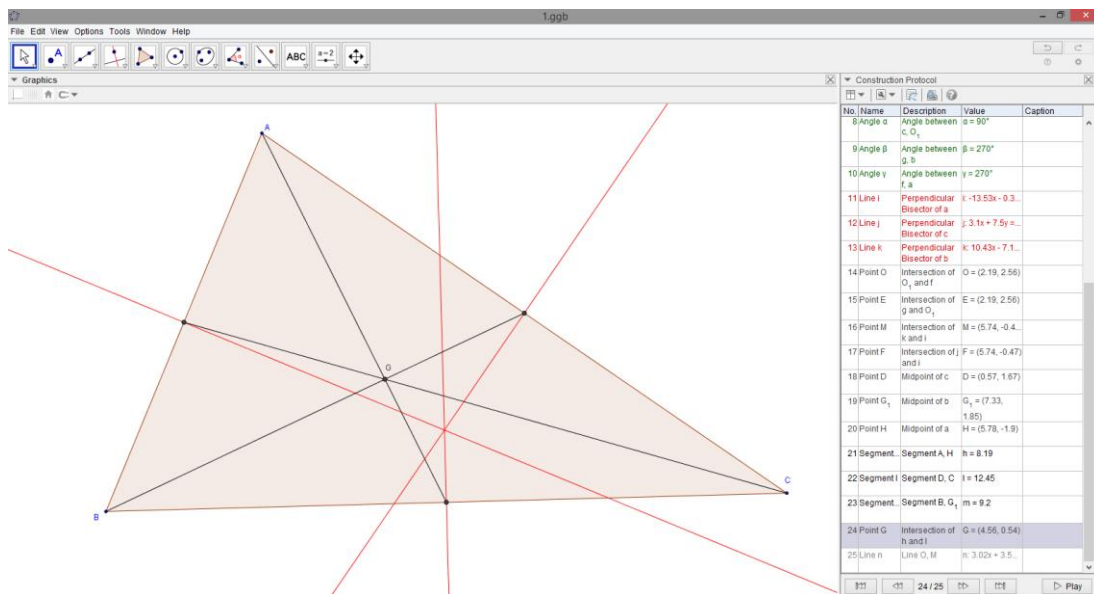 1.ggb
File Edit View Options Tools Window Help
A
ABC
a=2
Graphics
Construction Protocol
No. Name Description Value Caption
8 Angle α Angle between α = 90°
c, O1
9 Angle β Angle between β = 270°
g, b
10 Angle γ Angle between γ = 270°
f, a
11 Line i Perpendicular i: -13.53x - 0.3...
Bisector of a
12 Line j Perpendicular j: 3.1x + 7.5y =...
Bisector of c
13 Line k Perpendicular k: 10.43x - 7.1...
Bisector of b
14 Point O Intersection of O = (2.19, 2.56)
O1 and f
15 Point E Intersection of E = (2.19, 2.56)
g and O1
16 Point M Intersection of M = (5.74, -0.4...
k and i
17 Point F Intersection of j F = (5.74, -0.47)
and i
18 Point D Midpoint of c D = (0.57, 1.67)
19 Point G1 Midpoint of b G1 = (7.33,
1.85)
20 Point H Midpoint of a H = (5.78, -1.9)
21 Segment... Segment A, H h = 8.19
22 Segment l Segment D, C l = 12.45
23 Segment... Segment B, G1 m = 9.2
24 Point G Intersection of G = (4.56, 0.54)
h and l
25 Line n Line O, M n: 3.02x + 3.5...
24 / 25
Play
A
G
B
C